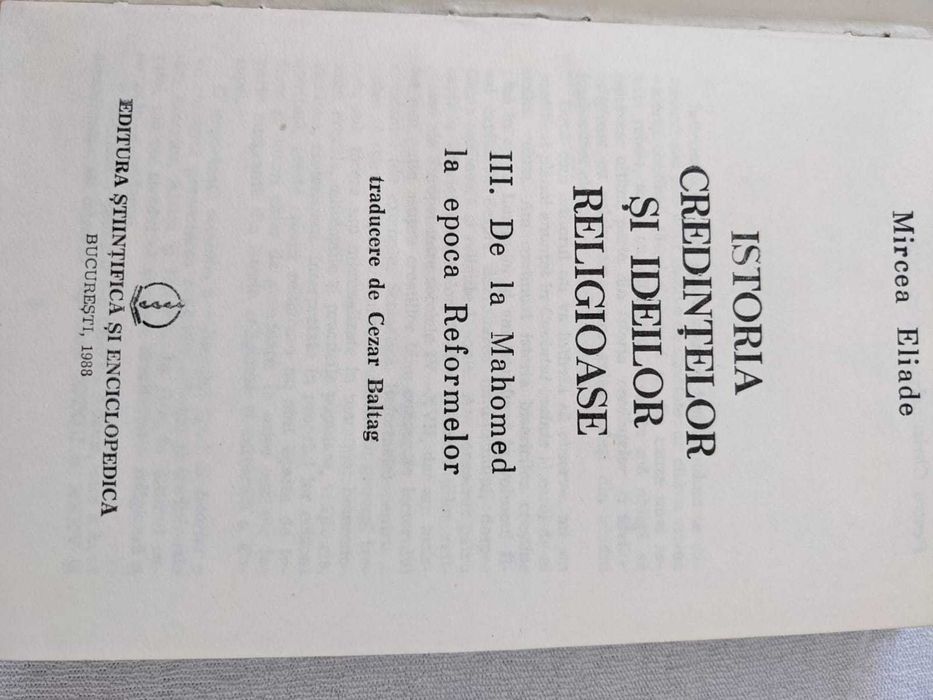 Mircea Eliade
ISTORIA
CREDINȚELOR
ȘI IDEILOR
RELIGIOASE
III. De la Mahomed
la epoca Reformelor
traducere de Cezar Baltag
EDITURA ȘTIINȚIFICĂ ȘI ENCICLOPEDICĂ
BUCUREȘTI, 1988